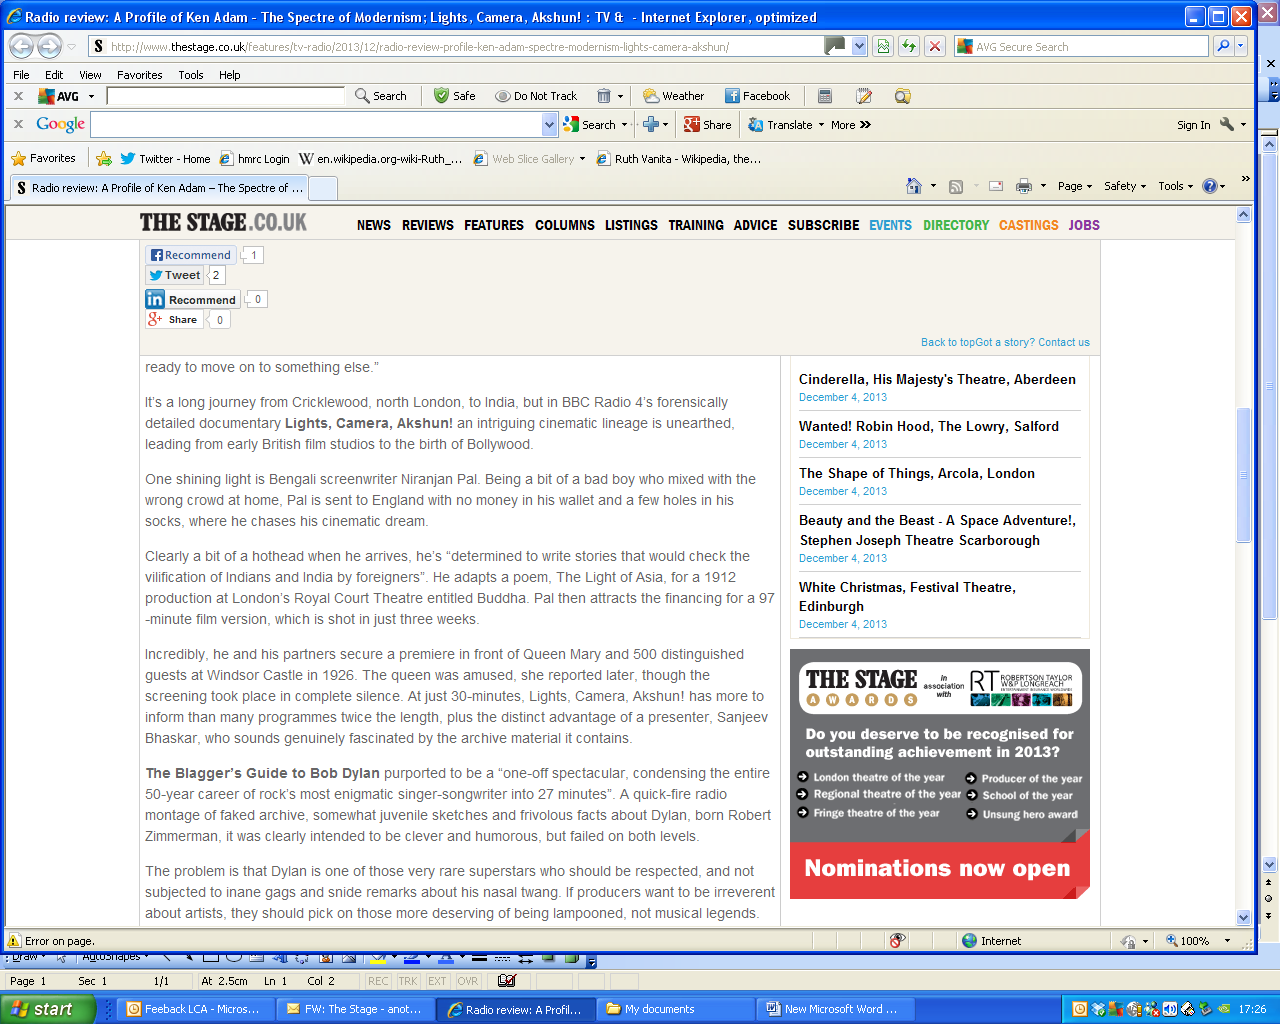 Radio review: A Profile of Ken Adam - The Spectre of Modernism; Lights, Camera, Akshun! : TV & - Internet Explorer, optimized
http://www.thestage.co.uk/features/tv-radio/2013/12/radio-review-profile-ken-adam-spectre-modernism-lights-camera-akshun/
AVG Secure Search
File Edit View Favorites Tools Help
AVG Search Safe Do Not Track Weather Facebook
Google Search Share Translate More » Sign In
Favorites Twitter - Home hmrc Login en.wikipedia.org-wiki-Ruth_... Web Slice Gallery Ruth Vanita - Wikipedia, the...
Radio review: A Profile of Ken Adam – The Spectre of ... Page Safety Tools
THE STAGE.CO.UK NEWS REVIEWS FEATURES COLUMNS LISTINGS TRAINING ADVICE SUBSCRIBE EVENTS DIRECTORY CASTINGS JOBS
Recommend 1
Tweet 2
Recommend 0
Share 0
Back to topGot a story? Contact us
ready to move on to something else.”
It’s a long journey from Cricklewood, north London, to India, but in BBC Radio 4’s forensically
detailed documentary Lights, Camera, Akshun! an intriguing cinematic lineage is unearthed,
leading from early British film studios to the birth of Bollywood.
One shining light is Bengali screenwriter Niranjan Pal. Being a bit of a bad boy who mixed with the
wrong crowd at home, Pal is sent to England with no money in his wallet and a few holes in his
socks, where he chases his cinematic dream.
Clearly a bit of a hothead when he arrives, he’s “determined to write stories that would check the
vilification of Indians and India by foreigners”. He adapts a poem, The Light of Asia, for a 1912
production at London’s Royal Court Theatre entitled Buddha. Pal then attracts the financing for a 97
-minute film version, which is shot in just three weeks.
Incredibly, he and his partners secure a premiere in front of Queen Mary and 500 distinguished
guests at Windsor Castle in 1926. The queen was amused, she reported later, though the
screening took place in complete silence. At just 30-minutes, Lights, Camera, Akshun! has more to
inform than many programmes twice the length, plus the distinct advantage of a presenter, Sanjeev
Bhaskar, who sounds genuinely fascinated by the archive material it contains.
The Blagger’s Guide to Bob Dylan purported to be a “one-off spectacular, condensing the entire
50-year career of rock’s most enigmatic singer-songwriter into 27 minutes”. A quick-fire radio
montage of faked archive, somewhat juvenile sketches and frivolous facts about Dylan, born Robert
Zimmerman, it was clearly intended to be clever and humorous, but failed on both levels.
The problem is that Dylan is one of those very rare superstars who should be respected, and not
subjected to inane gags and snide remarks about his nasal twang. If producers want to be irreverent
about artists, they should pick on those more deserving of being lampooned, not musical legends.
Cinderella, His Majesty's Theatre, Aberdeen
December 4, 2013
Wanted! Robin Hood, The Lowry, Salford
December 4, 2013
The Shape of Things, Arcola, London
December 4, 2013
Beauty and the Beast - A Space Adventure!,
Stephen Joseph Theatre Scarborough
December 4, 2013
White Christmas, Festival Theatre,
Edinburgh
December 4, 2013
THE STAGE
AWARDS
in association with
RT ROBERTSON TAYLOR
W&P LONGREACH
ENTERTAINMENT INSURANCE WORLDWIDE
Do you deserve to be recognised for
outstanding achievement in 2013?
London theatre of the year Producer of the year
Regional theatre of the year School of the year
Fringe theatre of the year Unsung hero award
Nominations now open
Error on page. Internet 100%
Draw AutoShapes
Page 1 Sec 1 1/1 At 2.5cm Ln 1 Col 2 REC TRK EXT OVR
start Feeback LCA - Micros... FW: The Stage - anot... Radio review: A Profil... My documents New Microsoft Word ... 17:26